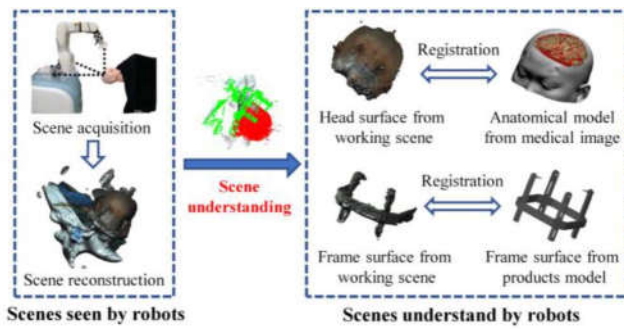 Scene acquisition
Scene reconstruction
Scenes seen by robots
Scene
understanding
Registration
Head surface from
working scene
Anatomical model
from medical image
Registration
Frame surface from
working scene
Frame surface from
products model
Scenes understand by robots